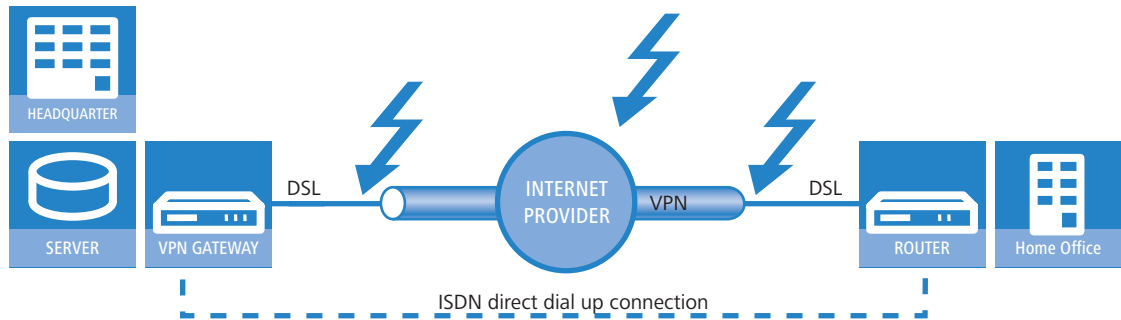 HEADQUARTER
DSL
INTERNET
PROVIDER
VPN
DSL
SERVER
VPN GATEWAY
ROUTER
Home Office
ISDN direct dial up connection